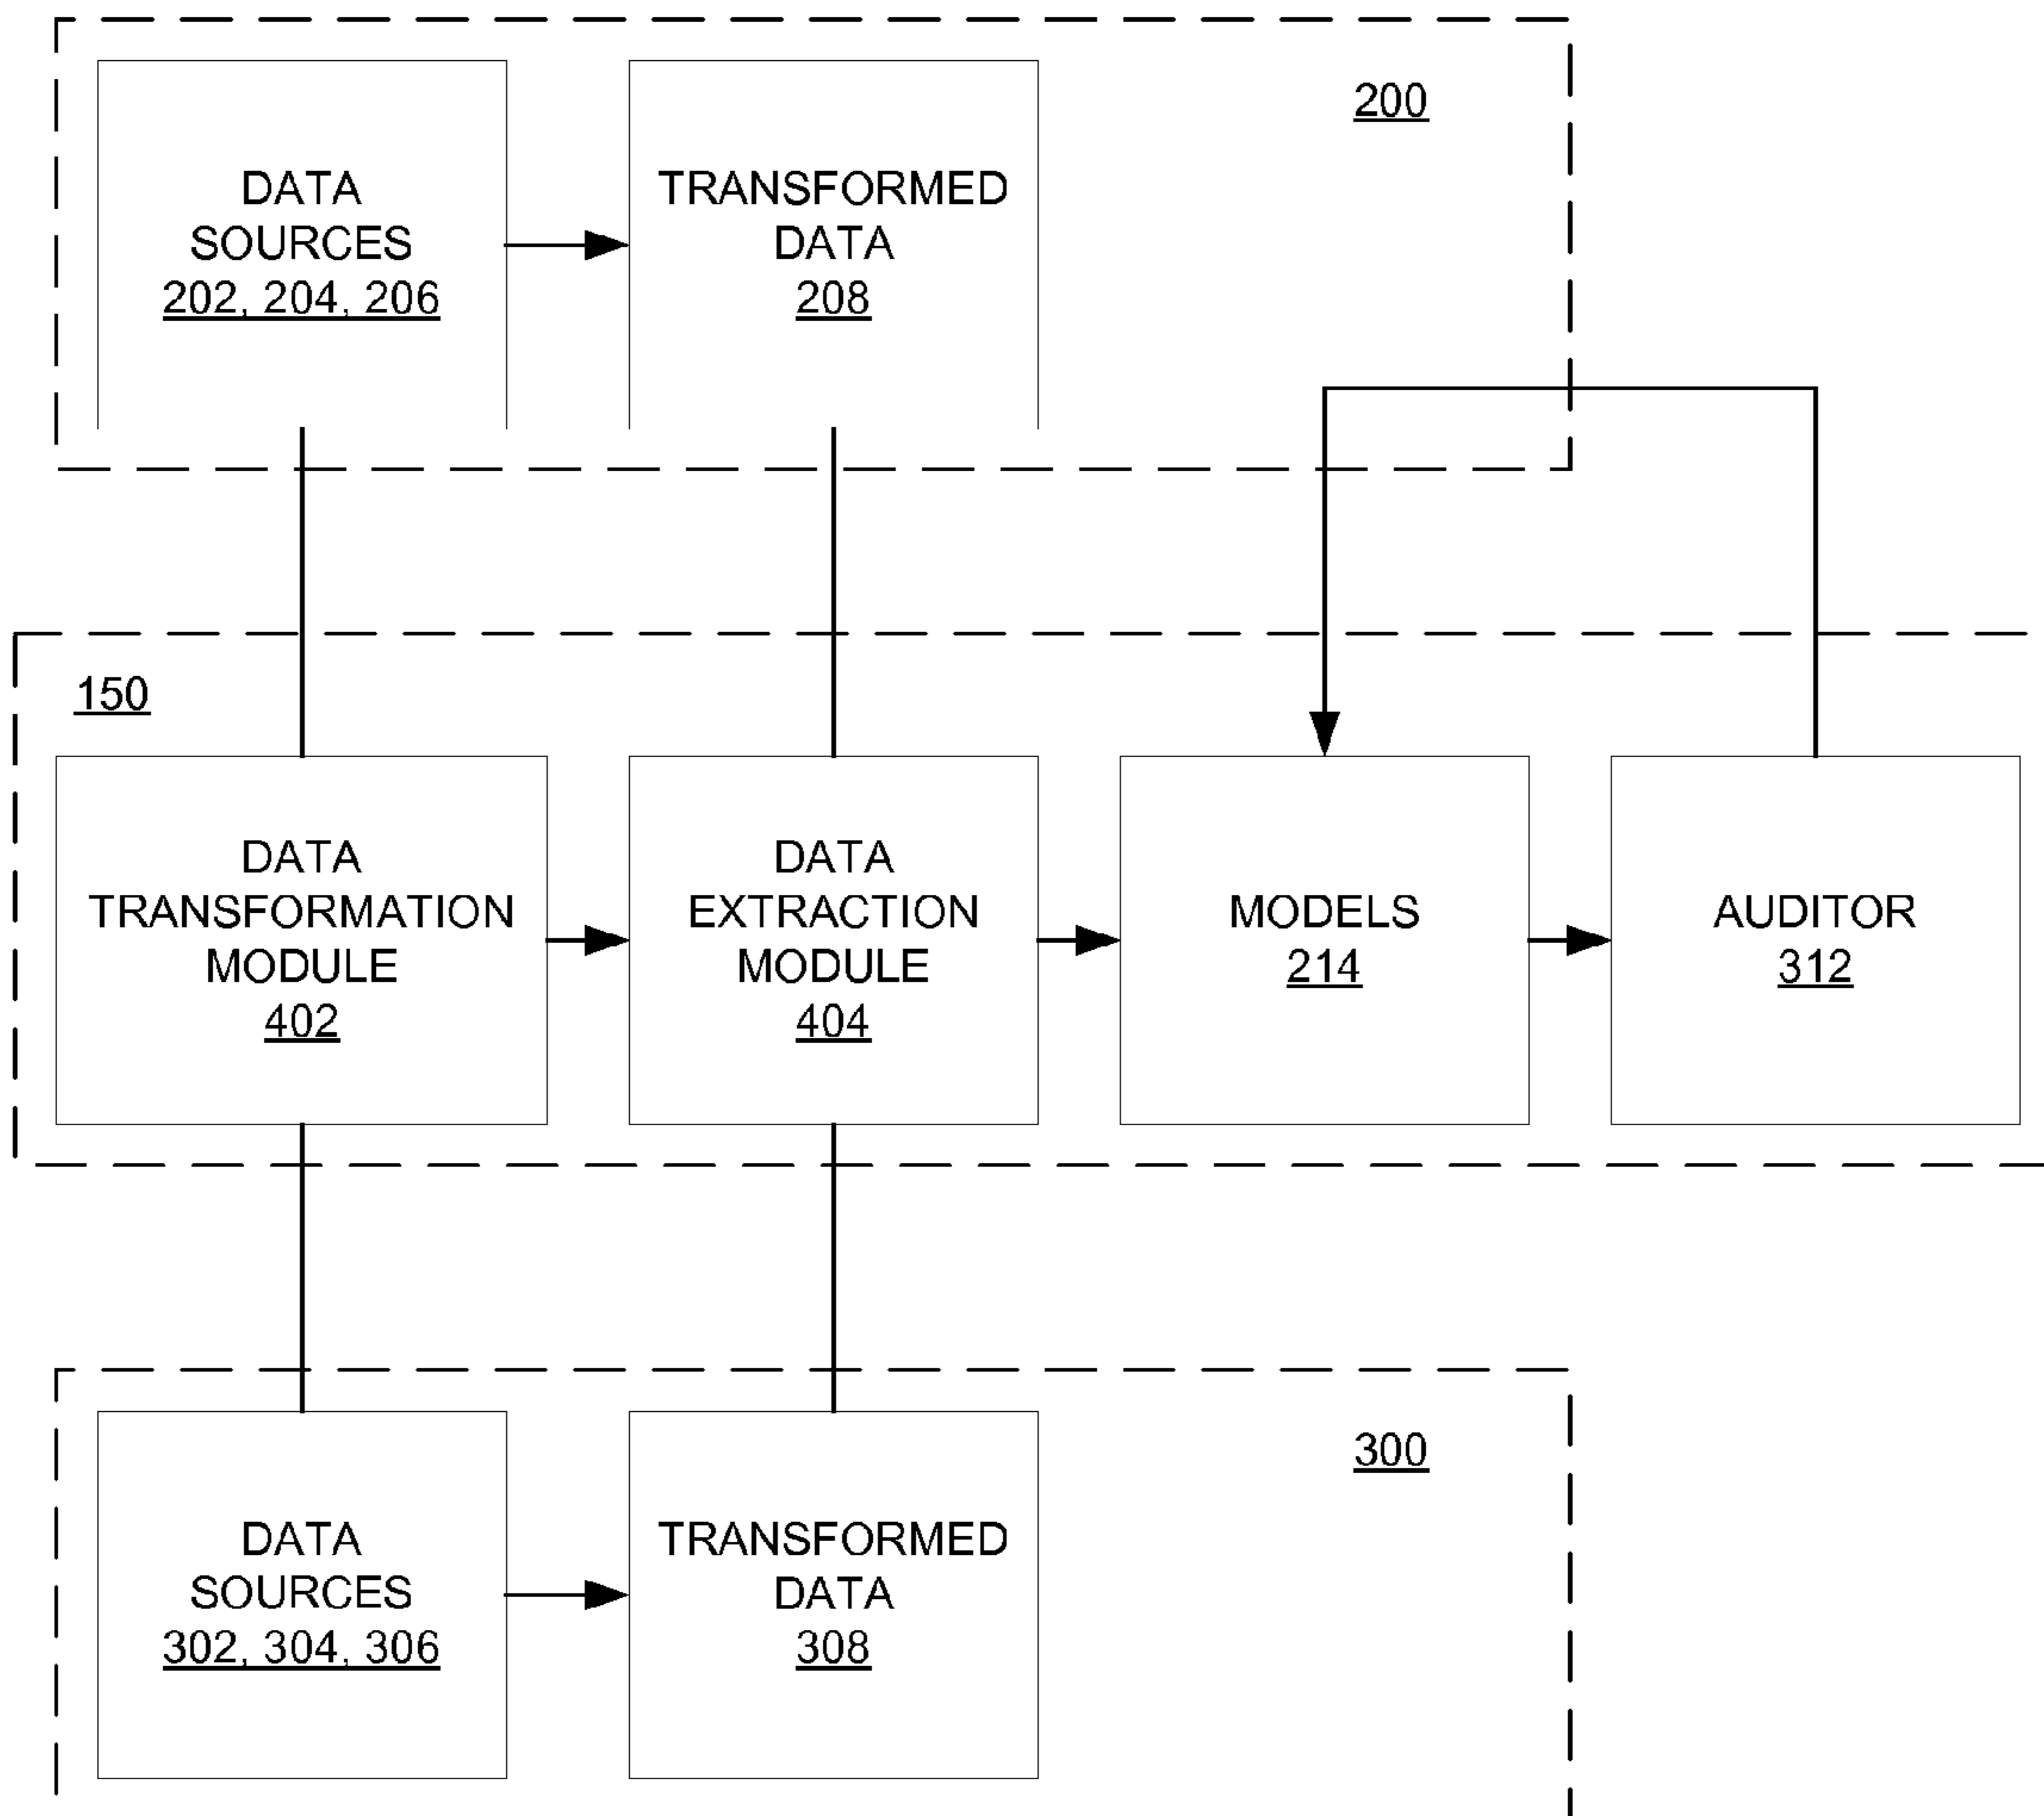 200
DATA
SOURCES
202, 204, 206
TRANSFORMED
DATA
208
150
DATA
TRANSFORMATION
MODULE
402
DATA
EXTRACTION
MODULE
404
MODELS
214
AUDITOR
312
300
DATA
SOURCES
302, 304, 306
TRANSFORMED
DATA
308